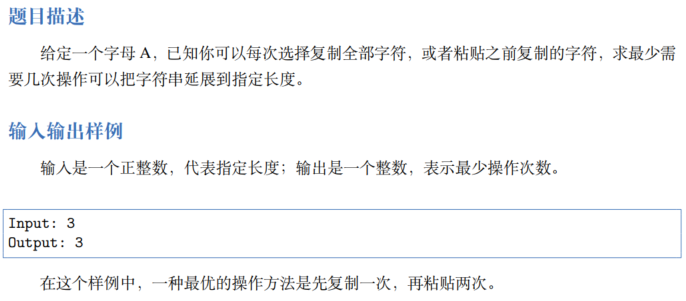 题目描述
给定一个字母 A，已知你可以每次选择复制全部字符，或者粘贴之前复制的字符，求最少需
要几次操作可以把字符串延展到指定长度。
输入输出样例
输入是一个正整数，代表指定长度；输出是一个整数，表示最少操作次数。
Input: 3
Output: 3
在这个样例中，一种最优的操作方法是先复制一次，再粘贴两次。